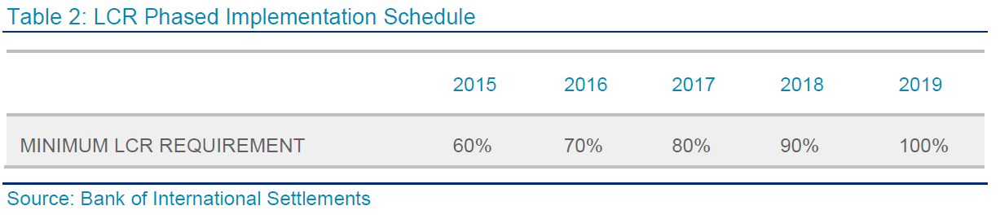 Table 2: LCR Phased Implementation Schedule
2015 2016 2017 2018 2019
MINIMUM LCR REQUIREMENT 60% 70% 80% 90% 100%
Source: Bank of International Settlements